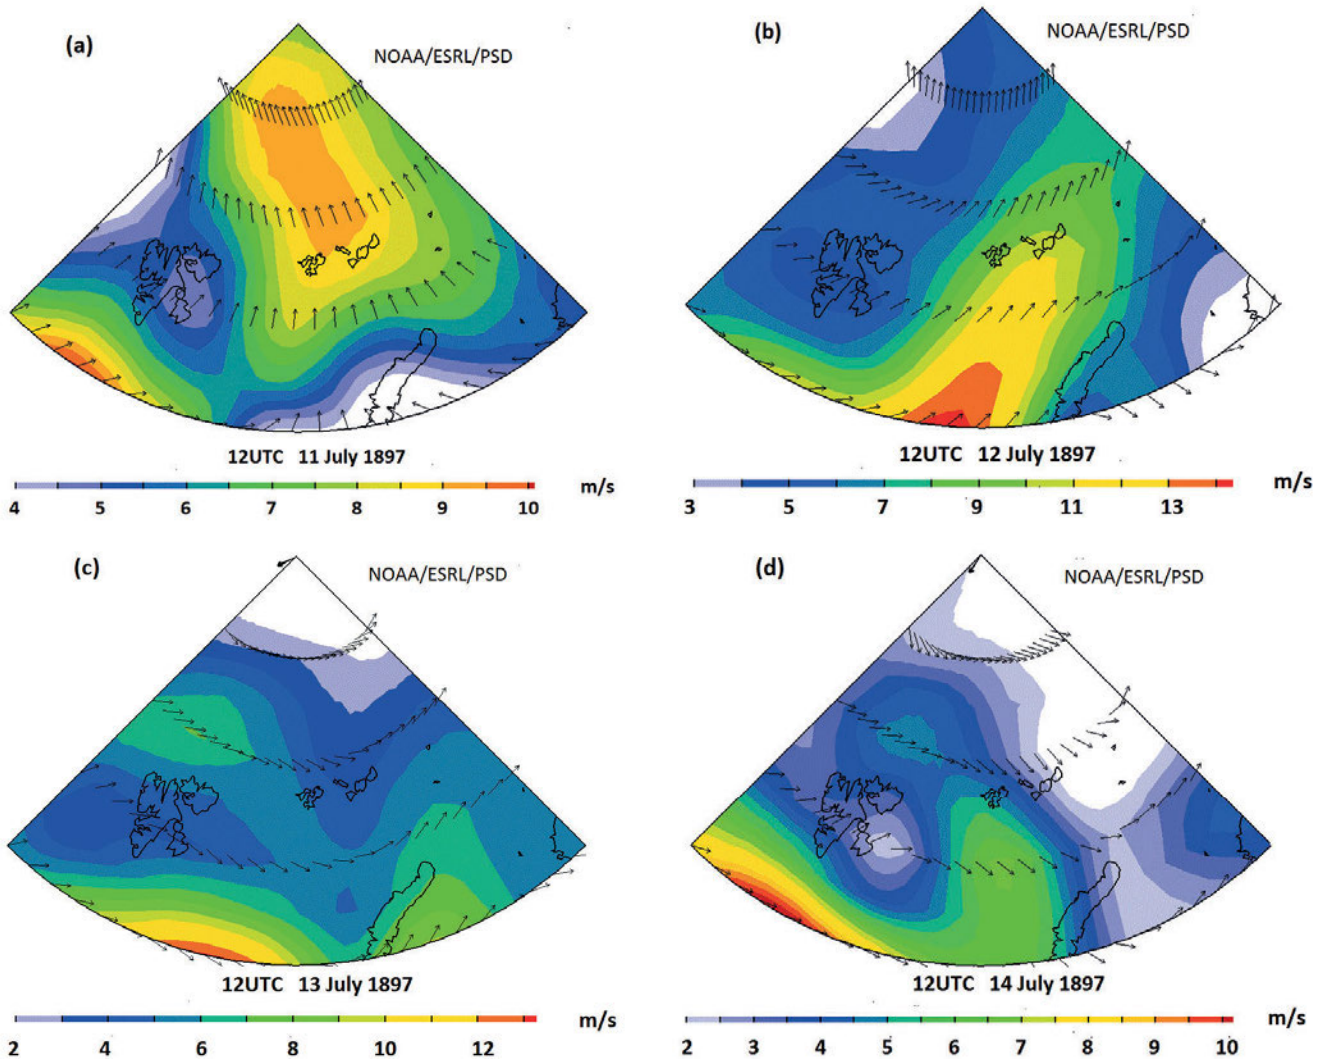 (a)
NOAA/ESRL/PSD
12UTC 11 July 1897
m/s
4 5 6 7 8 9 10
(b)
NOAA/ESRL/PSD
12UTC 12 July 1897
m/s
3 5 7 9 11 13
(c)
NOAA/ESRL/PSD
12UTC 13 July 1897
m/s
2 4 6 8 10 12
(d)
NOAA/ESRL/PSD
12UTC 14 July 1897
m/s
2 3 4 5 6 7 8 9 10